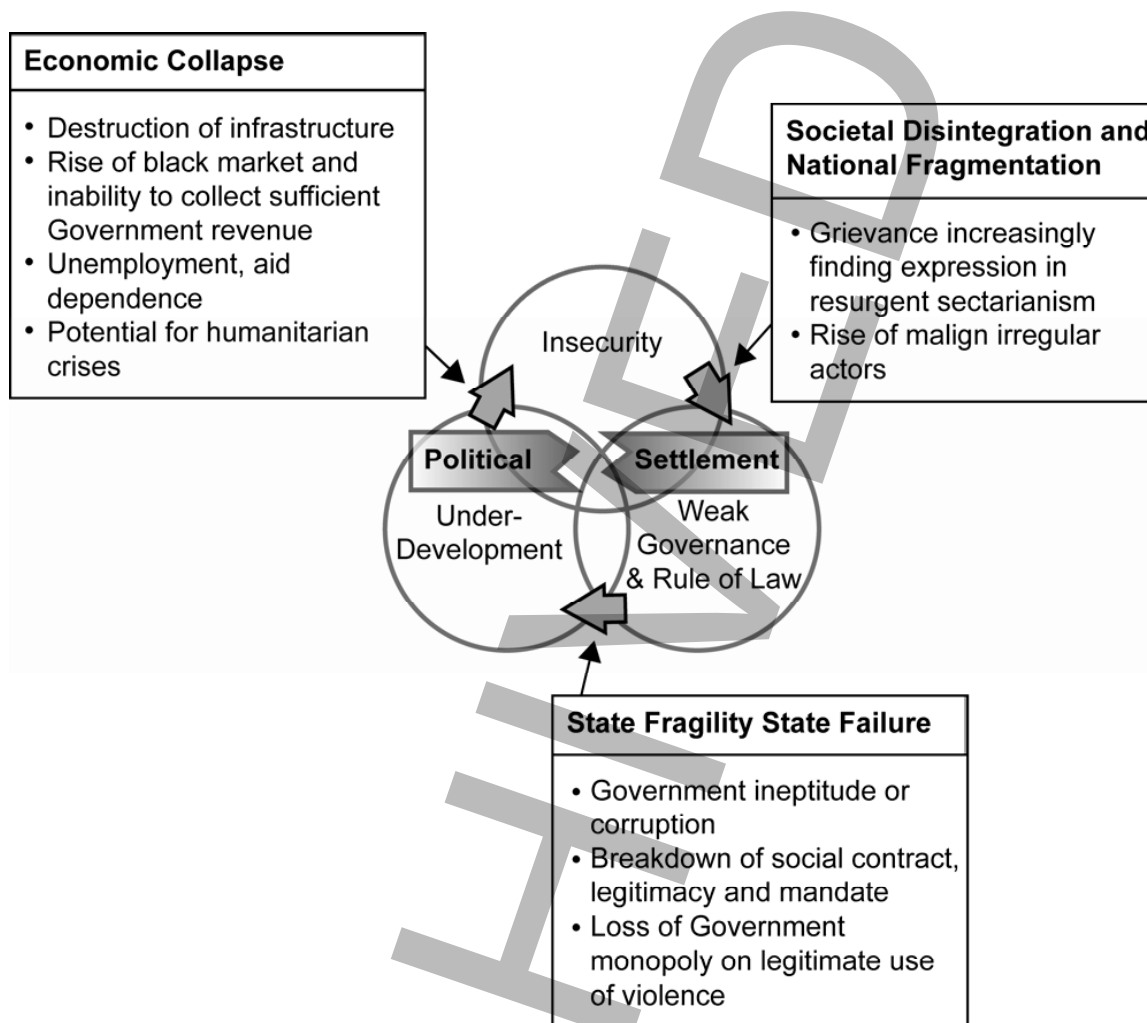 Economic Collapse
• Destruction of infrastructure
• Rise of black market and
inability to collect sufficient
Government revenue
• Unemployment, aid
dependence
• Potential for humanitarian
crises
Societal Disintegration and
National Fragmentation
• Grievance increasingly
finding expression in
resurgent sectarianism
• Rise of malign irregular
actors
Insecurity
Political
Settlement
Under-
Development
Weak
Governance
& Rule of Law
State Fragility State Failure
• Government ineptitude or
corruption
• Breakdown of social contract,
legitimacy and mandate
• Loss of Government
monopoly on legitimate use
of violence
HIVED